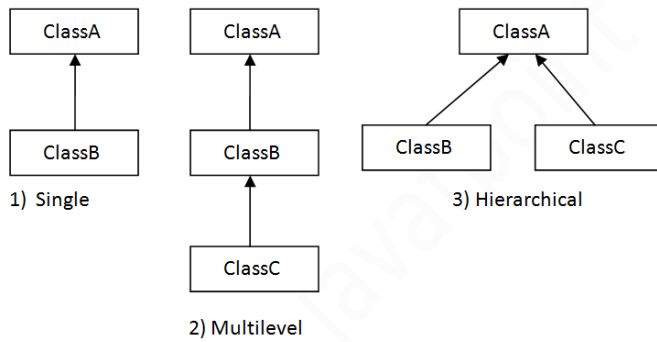 ClassA
ClassB
1) Single
ClassA
ClassB
ClassC
2) Multilevel
ClassA
ClassB
ClassC
3) Hierarchical